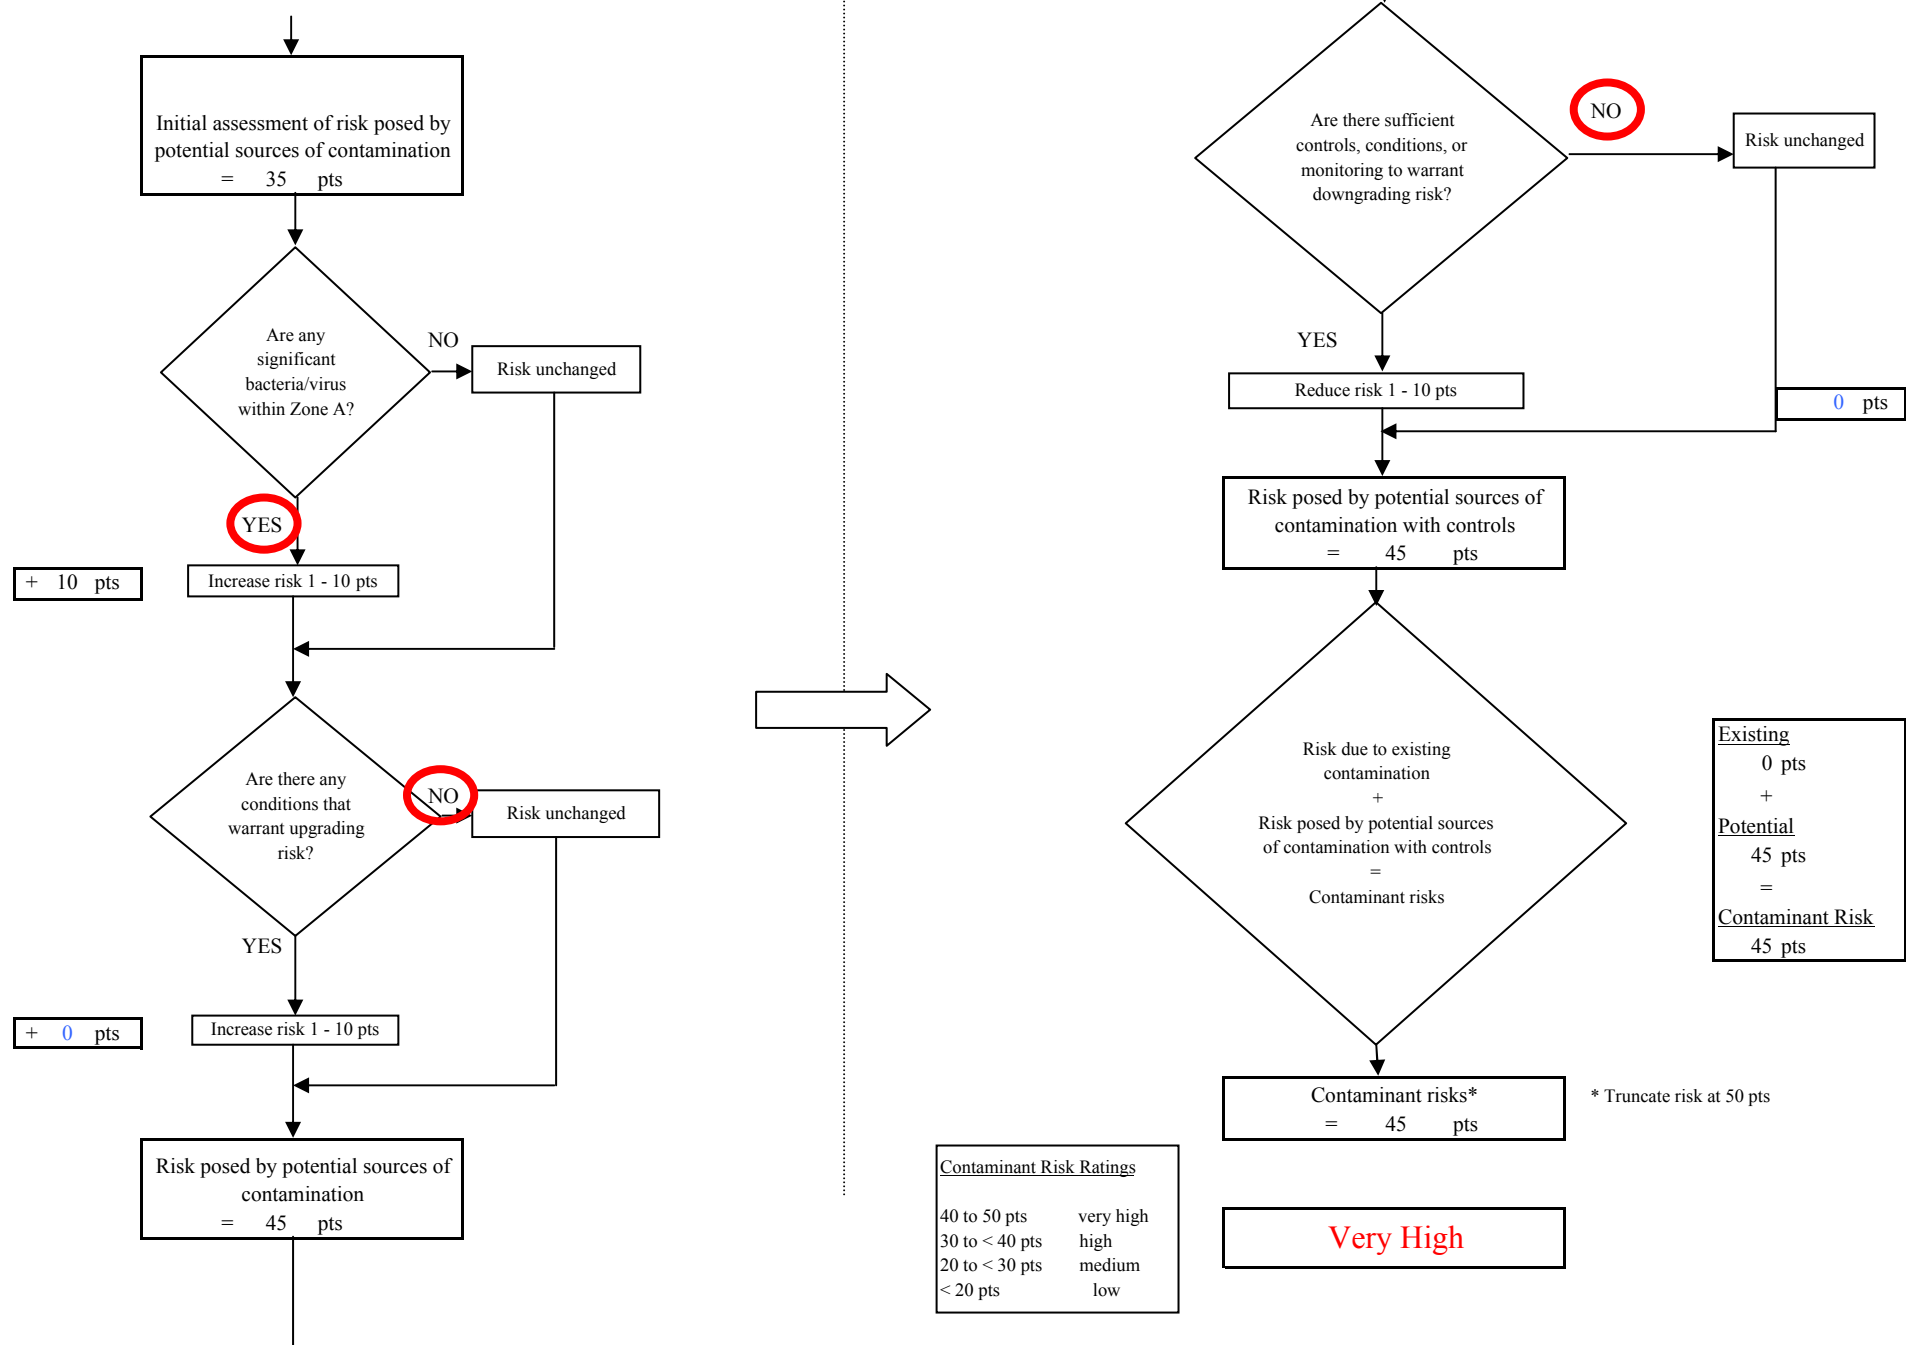 Initial assessment of risk posed by
potential sources of contamination
= 35 pts
Are any
significant
bacteria/virus
within Zone A?
NO
Risk unchanged
YES
+ 10 pts
Increase risk 1 - 10 pts
Are there any
conditions that
warrant upgrading
risk?
NO
Risk unchanged
YES
+ 0 pts
Increase risk 1 - 10 pts
Risk posed by potential sources of
contamination
= 45 pts
Are there sufficient
controls, conditions, or
monitoring to warrant
downgrading risk?
NO
Risk unchanged
YES
Reduce risk 1 - 10 pts
0 pts
Risk posed by potential sources of
contamination with controls
= 45 pts
Risk due to existing
contamination
+
Risk posed by potential sources
of contamination with controls
=
Contaminant risks
Existing
0 pts
+
Potential
45 pts
=
Contaminant Risk
45 pts
Contaminant risks*
= 45 pts
* Truncate risk at 50 pts
Contaminant Risk Ratings
40 to 50 pts very high
30 to < 40 pts high
20 to < 30 pts medium
< 20 pts low
Very High